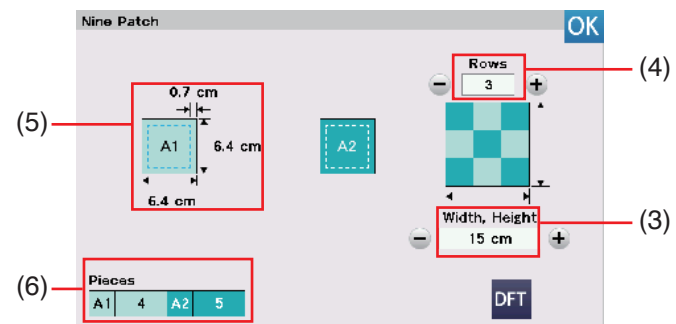 Nine Patch
OK
Rows
(4)
3
0.7 cm
(5)
A1
6.4 cm
A2
6.4 cm
Width, Height
(3)
15 cm
Pieces
(6)
A1 4 A2 5
DFT